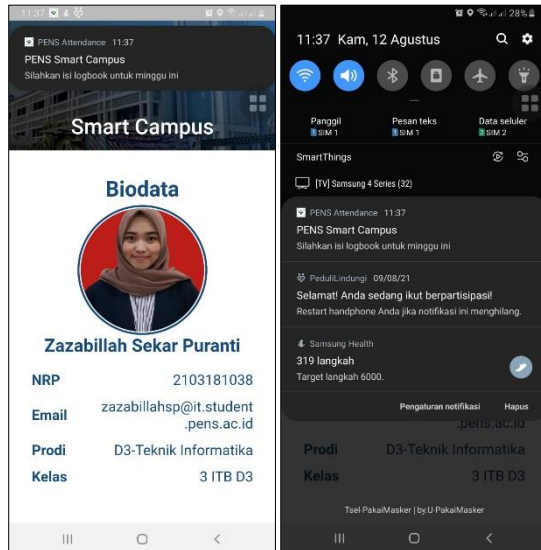 11:37
PENS Attendance 11:37
PENS Smart Campus
Silahkan isi logbook untuk minggu ini
Smart Campus
Biodata
Zazabillah Sekar Puranti
NRP 2103181038
Email zazabillahsp@it.student
.pens.ac.id
Prodi D3-Teknik Informatika
Kelas 3 ITB D3
28%
11:37 Kam, 12 Agustus
Panggil Pesan teks Data seluler
1 SIM 1 1 SIM 1 2 SIM 2
SmartThings
[TV] Samsung 4 Series (32)
PENS Attendance 11:37
PENS Smart Campus
Silahkan isi logbook untuk minggu ini
PeduliLindungi 09/08/21
Selamat! Anda sedang ikut berpartisipasi!
Restart handphone Anda jika notifikasi ini menghilang.
Samsung Health
319 langkah
Target langkah 6000.
Pengaturan notifikasi Hapus
.pens.ac.id
Prodi D3-Teknik Informatika
Kelas 3 ITB D3
Tsel-PakaiMasker | by.U-PakaiMasker